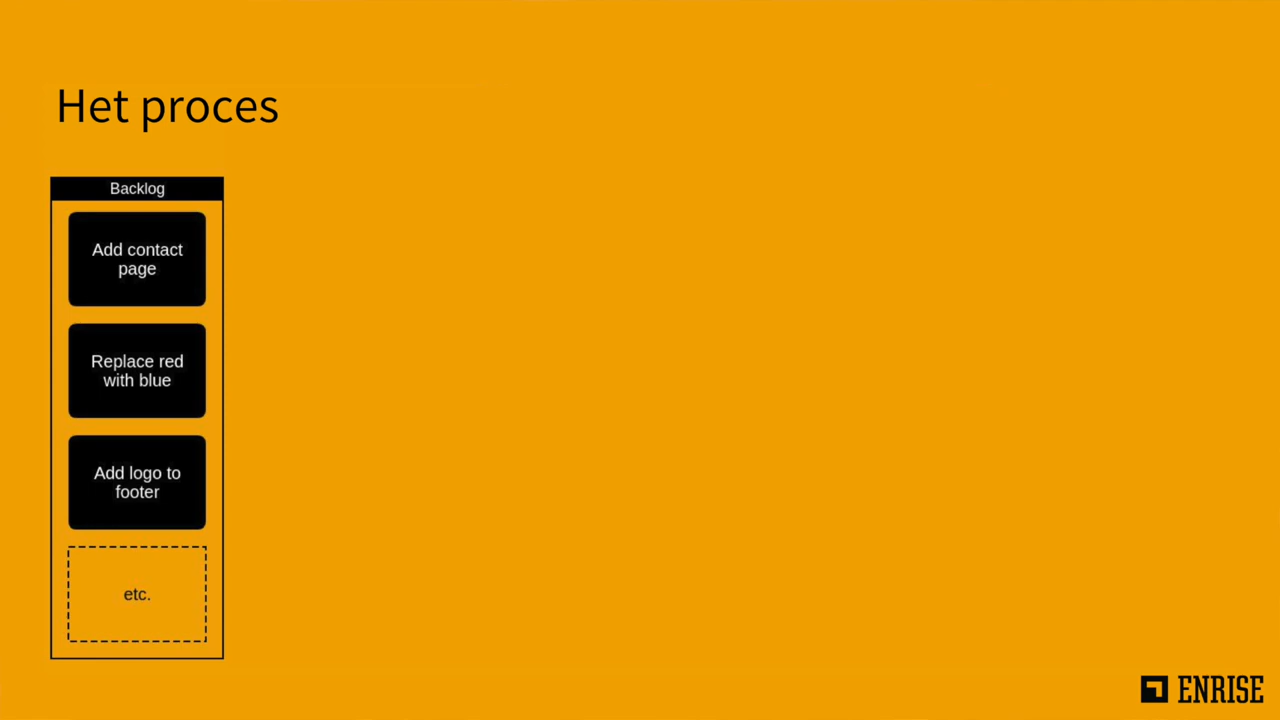 Het proces
Backlog
Add contact
page
Replace red
with blue
Add logo to
footer
etc.
ENRISE